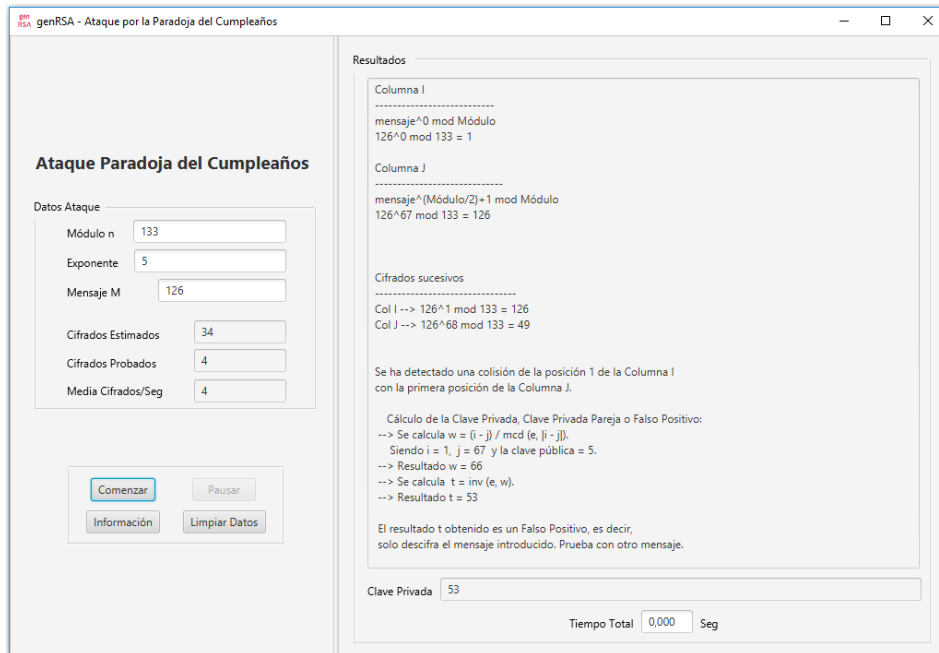 gen RSA genRSA - Ataque por la Paradoja del Cumpleaños
Ataque Paradoja del Cumpleaños
Datos Ataque
Módulo n 133
Exponente 5
Mensaje M 126
Cifrados Estimados 34
Cifrados Probados 4
Media Cifrados/Seg 4
Comenzar Pausar
Información Limpiar Datos
Resultados
Columna I
---------------------------
mensaje^0 mod Módulo
126^0 mod 133 = 1
Columna J
-----------------------------
mensaje^(Módulo/2)+1 mod Módulo
126^67 mod 133 = 126
Cifrados sucesivos
--------------------------------
Col I --> 126^1 mod 133 = 126
Col J --> 126^68 mod 133 = 49
Se ha detectado una colisión de la posición 1 de la Columna I
con la primera posición de la Columna J.
Cálculo de la Clave Privada, Clave Privada Pareja o Falso Positivo:
--> Se calcula w = (i - j) / mcd (e, |i - j|).
Siendo i = 1, j = 67 y la clave pública = 5.
--> Resultado w = 66
--> Se calcula t = inv (e, w).
--> Resultado t = 53
El resultado t obtenido es un Falso Positivo, es decir,
solo descifra el mensaje introducido. Prueba con otro mensaje.
Clave Privada 53
Tiempo Total 0,000 Seg